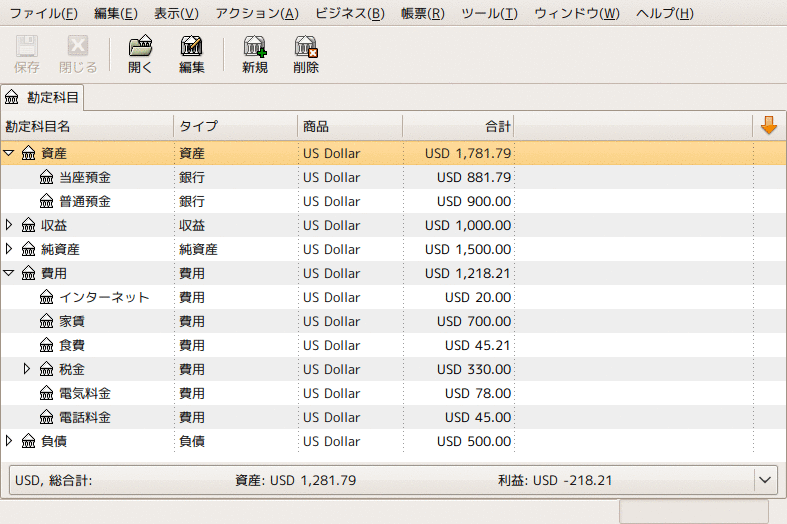 ファイル(F) 編集(E) 表示(V) アクション(A) ビジネス(B) 帳票(R) ツール(T) ウィンドウ(W) ヘルプ(H)
保存 閉じる 開く 編集 新規 削除
勘定科目
勘定科目名 タイプ 商品 合計
資産 資産 US Dollar USD 1,781.79
当座預金 銀行 US Dollar USD 881.79
普通預金 銀行 US Dollar USD 900.00
収益 収益 US Dollar USD 1,000.00
純資産 純資産 US Dollar USD 1,500.00
費用 費用 US Dollar USD 1,218.21
インターネット 費用 US Dollar USD 20.00
家賃 費用 US Dollar USD 700.00
食費 費用 US Dollar USD 45.21
税金 費用 US Dollar USD 330.00
電気料金 費用 US Dollar USD 78.00
電話料金 費用 US Dollar USD 45.00
負債 負債 US Dollar USD 500.00
USD, 総合計: 資産: USD 1,281.79 利益: USD -218.21